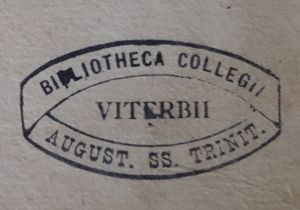 BIBLIOTHECA COLLEGII
VITERBII
AUGUST. SS. TRINIT.